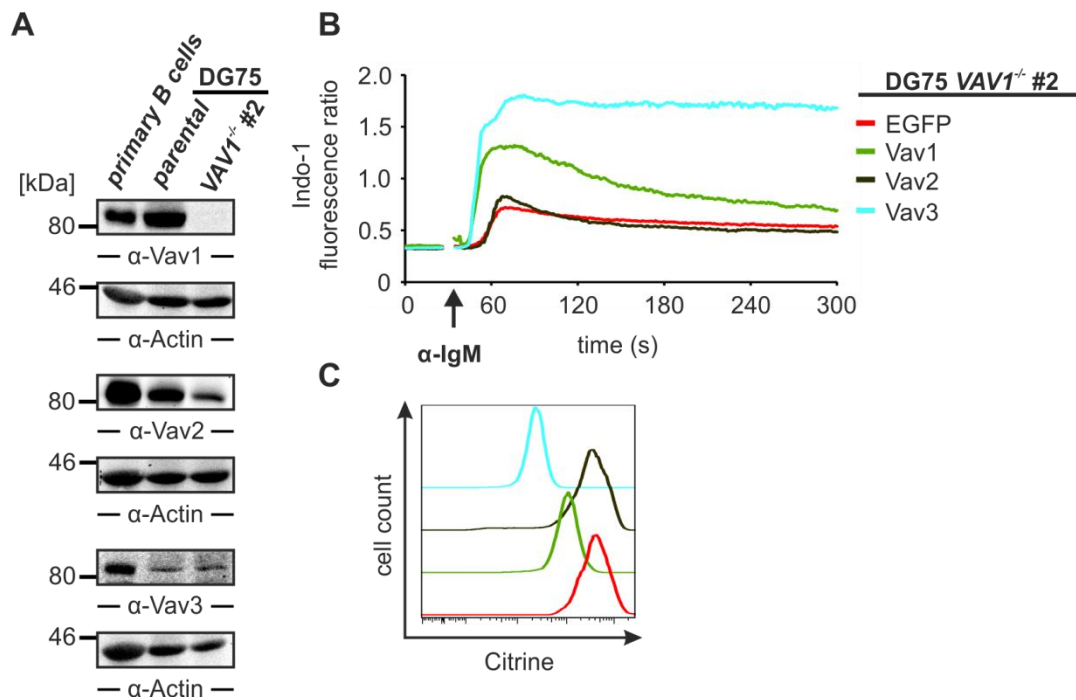 A
primary B cells
parental
VAV1-/- #2
DG75
[kDa]
80
α-Vav1
46
α-Actin
80
α-Vav2
46
α-Actin
80
α-Vav3
46
α-Actin
B
Indo-1
fluorescence ratio
2.0
1.5
1.0
0.5
0
0 60 120 180 240 300
α-IgM
time (s)
DG75 VAV1-/- #2
EGFP
Vav1
Vav2
Vav3
C
cell count
Citrine